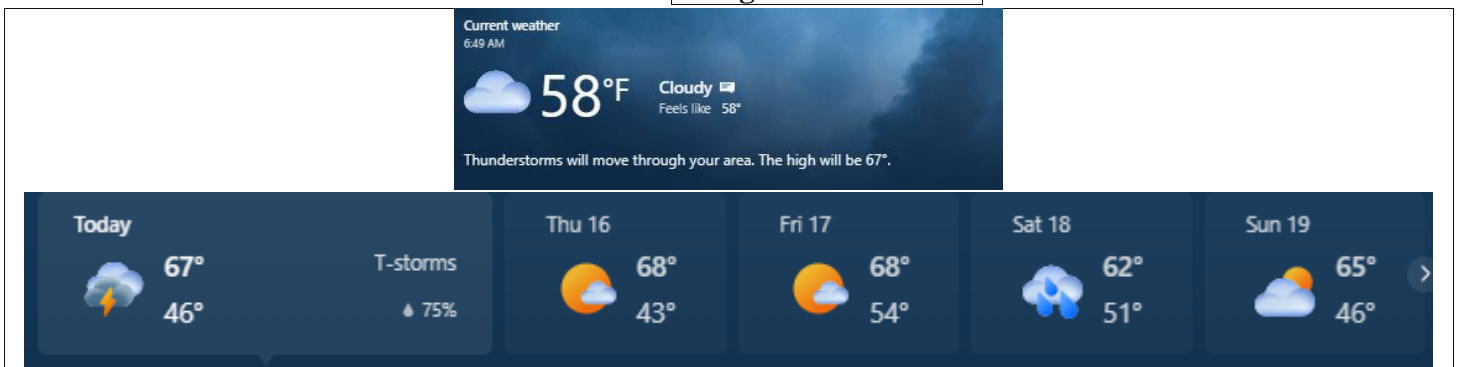 Current weather
6:49 AM
58°F
Cloudy
Feels like 58°
Thunderstorms will move through your area. The high will be 67°.
Today
67°
46°
T-storms
75%
Thu 16
68°
43°
Fri 17
68°
54°
Sat 18
62°
51°
Sun 19
65°
46°